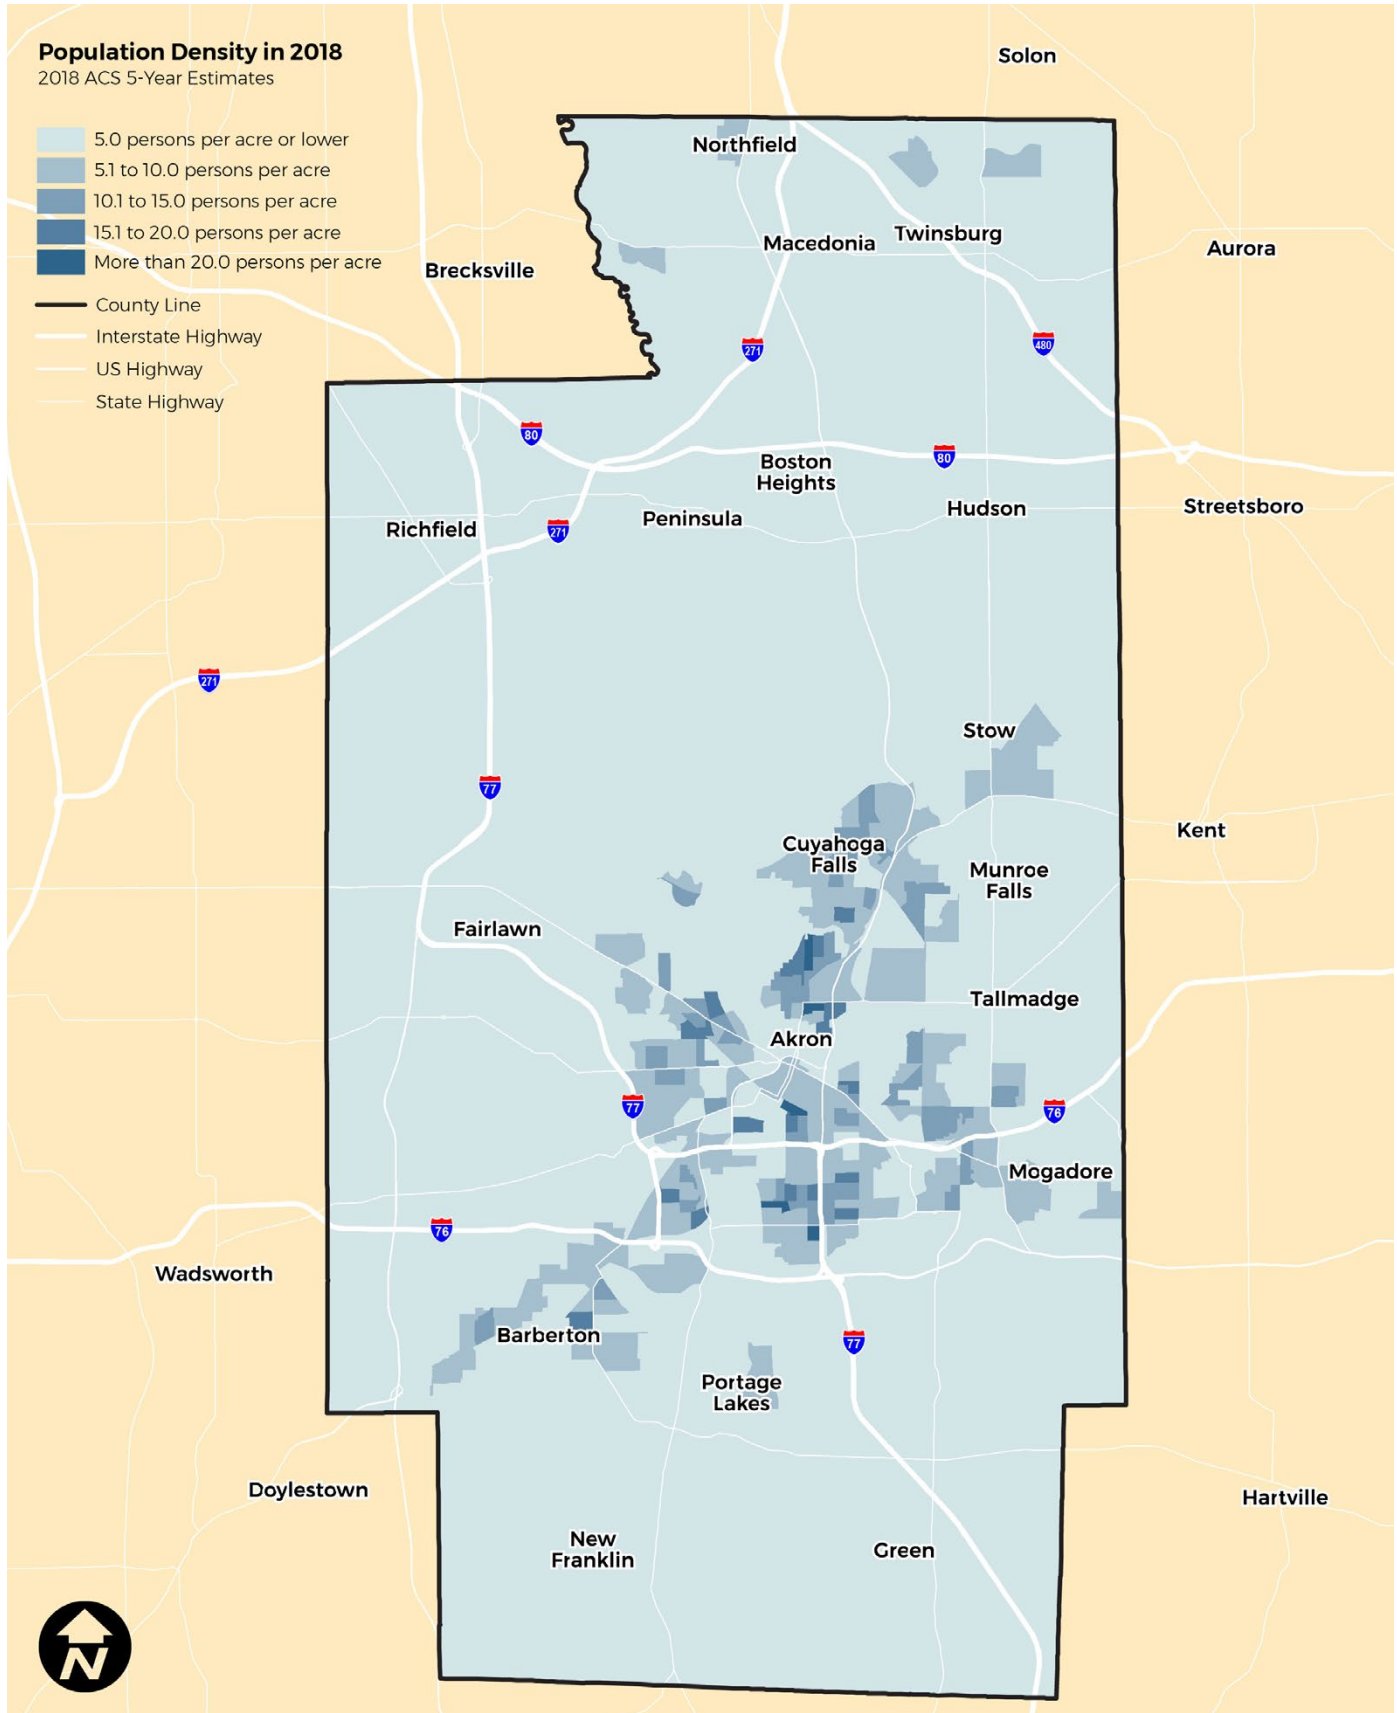 Population Density in 2018
2018 ACS 5-Year Estimates
5.0 persons per acre or lower
5.1 to 10.0 persons per acre
10.1 to 15.0 persons per acre
15.1 to 20.0 persons per acre
More than 20.0 persons per acre
County Line
Interstate Highway
US Highway
State Highway
Solon
Northfield
Twinsburg
Macedonia
Aurora
Brecksville
271
480
80
80
Boston
Heights
Streetsboro
Hudson
Peninsula
Richfield
271
271
Stow
77
Kent
Cuyahoga
Falls
Munroe
Falls
Fairlawn
Tallmadge
Akron
77
76
Mogadore
76
Wadsworth
Barberton
77
Portage
Lakes
Doylestown
Hartville
New
Franklin
Green
N